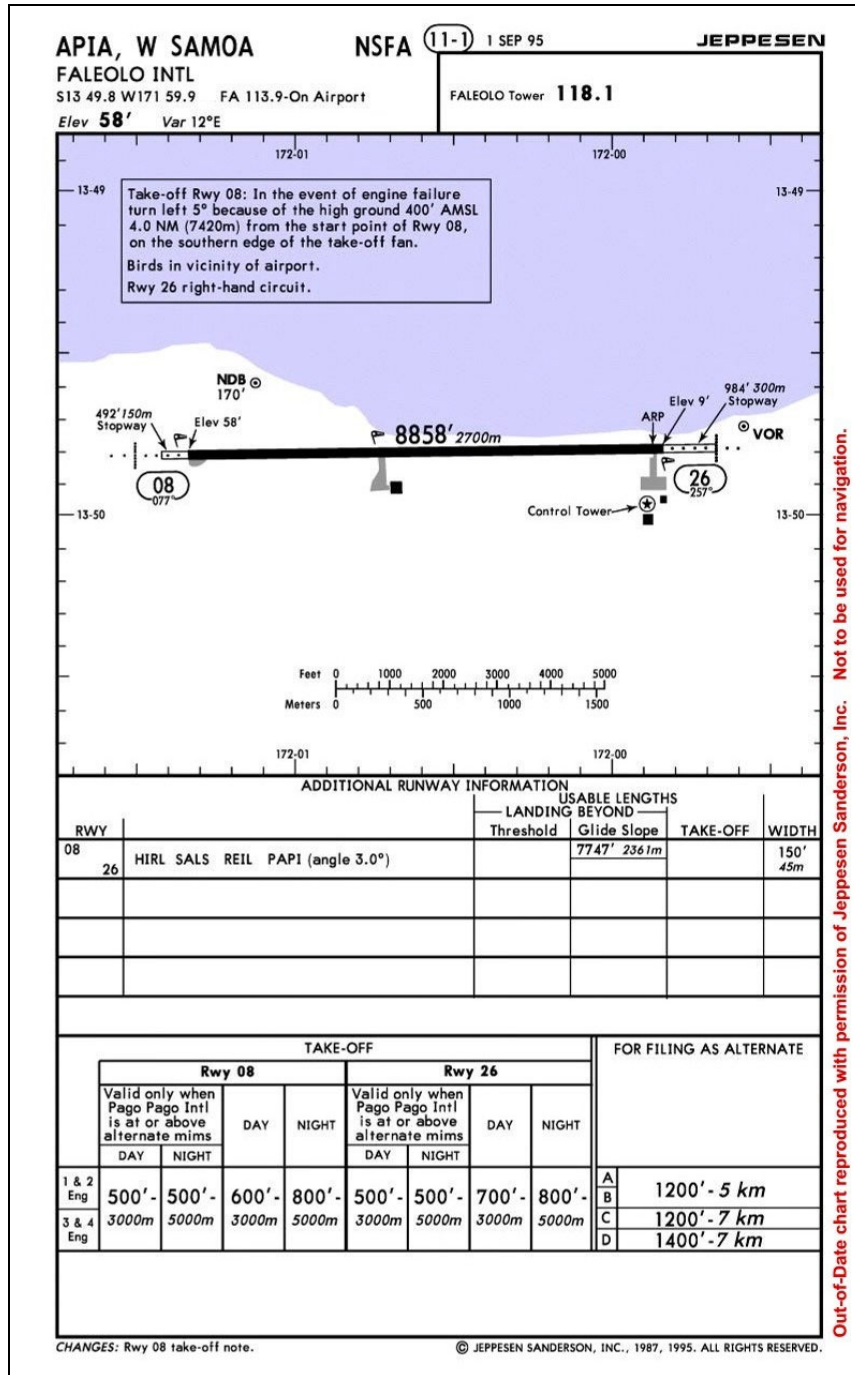 APIA, W SAMOA NSFA 11-1 1 SEP 95 JEPPESEN
FALEOLO INTL
S13 49.8 W171 59.9 FA 113.9-On Airport
Elev 58' Var 12°E
FALEOLO Tower 118.1
172-01 172-00
13-49 13-49
Take-off Rwy 08: In the event of engine failure
turn left 5° because of the high ground 400' AMSL
4.0 NM (7420m) from the start point of Rwy 08,
on the southern edge of the take-off fan.
Birds in vicinity of airport.
Rwy 26 right-hand circuit.
NDB
170'
492' 150m
Stopway
Elev 58'
8858' 2700m
ARP
Elev 9'
984' 300m
Stopway
VOR
08
077°
26
257°
Control Tower
13-50 13-50
Feet 0 1000 2000 3000 4000 5000
Meters 0 500 1000 1500
172-01 172-00
ADDITIONAL RUNWAY INFORMATION
USABLE LENGTHS
LANDING BEYOND
RWY Threshold Glide Slope TAKE-OFF WIDTH
08 26 HIRL SALS REIL PAPI (angle 3.0°) 7747' 2361m 150' 45m
TAKE-OFF
Rwy 08 Rwy 26
Valid only when
Pago Pago Intl
is at or above
alternate mims
DAY NIGHT
DAY NIGHT
Valid only when
Pago Pago Intl
is at or above
alternate mims
DAY NIGHT
DAY NIGHT
FOR FILING AS ALTERNATE
1 & 2
Eng
3 & 4
Eng
500'- 500'- 600'- 800'- 500'- 500'- 700'- 800'-
3000m 5000m 3000m 5000m 3000m 5000m 3000m 5000m
A
B
1200'-5 km
C 1200'-7 km
D 1400'-7 km
CHANGES: Rwy 08 take-off note.
© JEPPESEN SANDERSON, INC., 1987, 1995. ALL RIGHTS RESERVED.
Out-of-Date chart reproduced with permission of Jeppesen Sanderson, Inc. Not to be used for navigation.